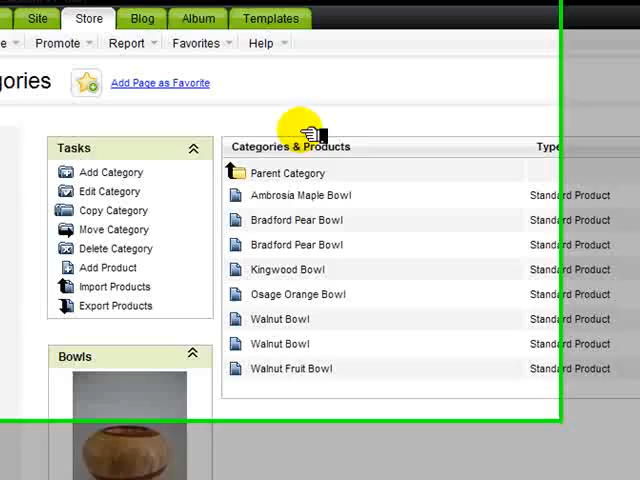 Site Store Blog Album Templates
e Promote Report Favorites Help
gories Add Page as Favorite
Tasks
Add Category
Edit Category
Copy Category
Move Category
Delete Category
Add Product
Import Products
Export Products
Bowls
Categories & Products Type
Parent Category
Ambrosia Maple Bowl Standard Product
Bradford Pear Bowl Standard Product
Bradford Pear Bowl Standard Product
Kingwood Bowl Standard Product
Osage Orange Bowl Standard Product
Walnut Bowl Standard Product
Walnut Bowl Standard Product
Walnut Fruit Bowl Standard Product